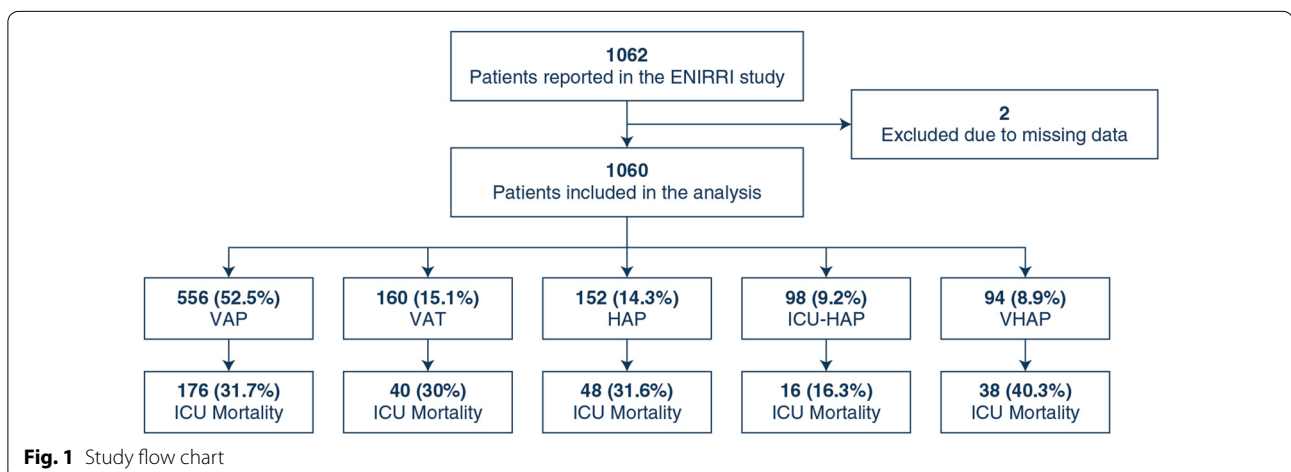 1062
Patients reported in the ENIRRI study
2
Excluded due to missing data
1060
Patients included in the analysis
556 (52.5%)
VAP
160 (15.1%)
VAT
152 (14.3%)
HAP
98 (9.2%)
ICU-HAP
94 (8.9%)
VHAP
176 (31.7%)
ICU Mortality
40 (30%)
ICU Mortality
48 (31.6%)
ICU Mortality
16 (16.3%)
ICU Mortality
38 (40.3%)
ICU Mortality
Fig. 1 Study flow chart